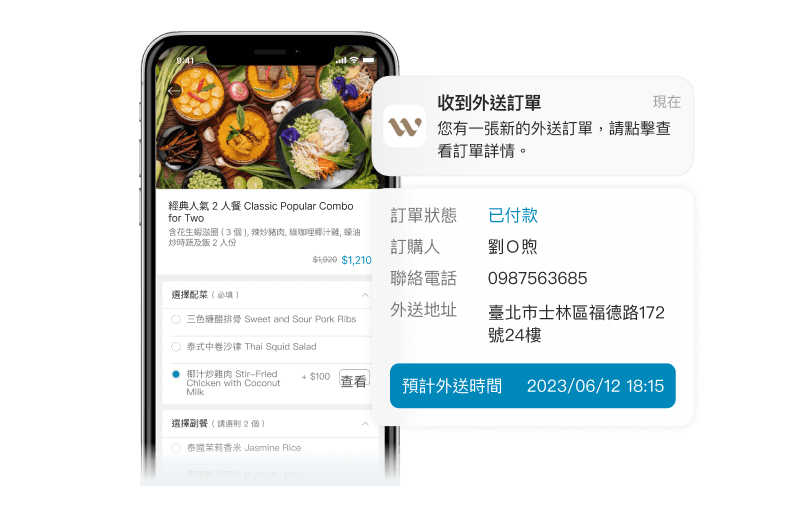 9:41
經典人氣 2 人餐 Classic Popular Combo
for Two
含花生蝦滋圈 ( 3 個 ), 辣炒豬肉, 綠咖哩椰汁雞, 蠔油
炒時蔬及飯 2 人份
$1,920 $1,210
選擇配菜 ( 必填 )
三色糖醋排骨 Sweet and Sour Pork Ribs
泰式中卷沙律 Thai Squid Salad
椰汁炒雞肉 Stir-Fried
Chicken with Coconut
Milk
+ $100
查看
選擇副餐 ( 請選則 2 個 )
泰國茉莉香米 Jasmine Rice
收到外送訂單
現在
您有一張新的外送訂單，請點擊查
看訂單詳情。
訂單狀態 已付款
訂購人 劉O煦
聯絡電話 0987563685
外送地址 臺北市士林區福德路172
號24樓
預計外送時間 2023/06/12 18:15